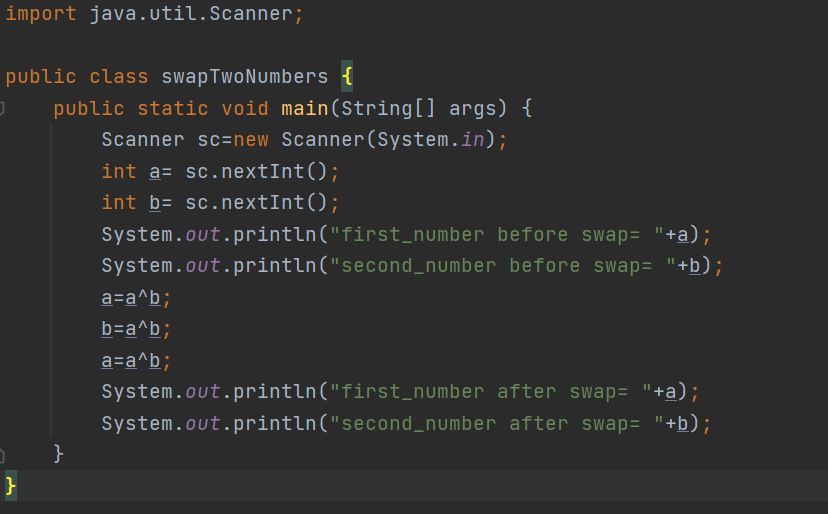 import java.util.Scanner;
public class swapTwoNumbers {
public static void main(String[] args) {
Scanner sc=new Scanner(System.in);
int a= sc.nextInt();
int b= sc.nextInt();
System.out.println("first_number before swap= "+a);
System.out.println("second_number before swap= "+b);
a=a^b;
b=a^b;
a=a^b;
System.out.println("first_number after swap= "+a);
System.out.println("second_number after swap= "+b);
}
}